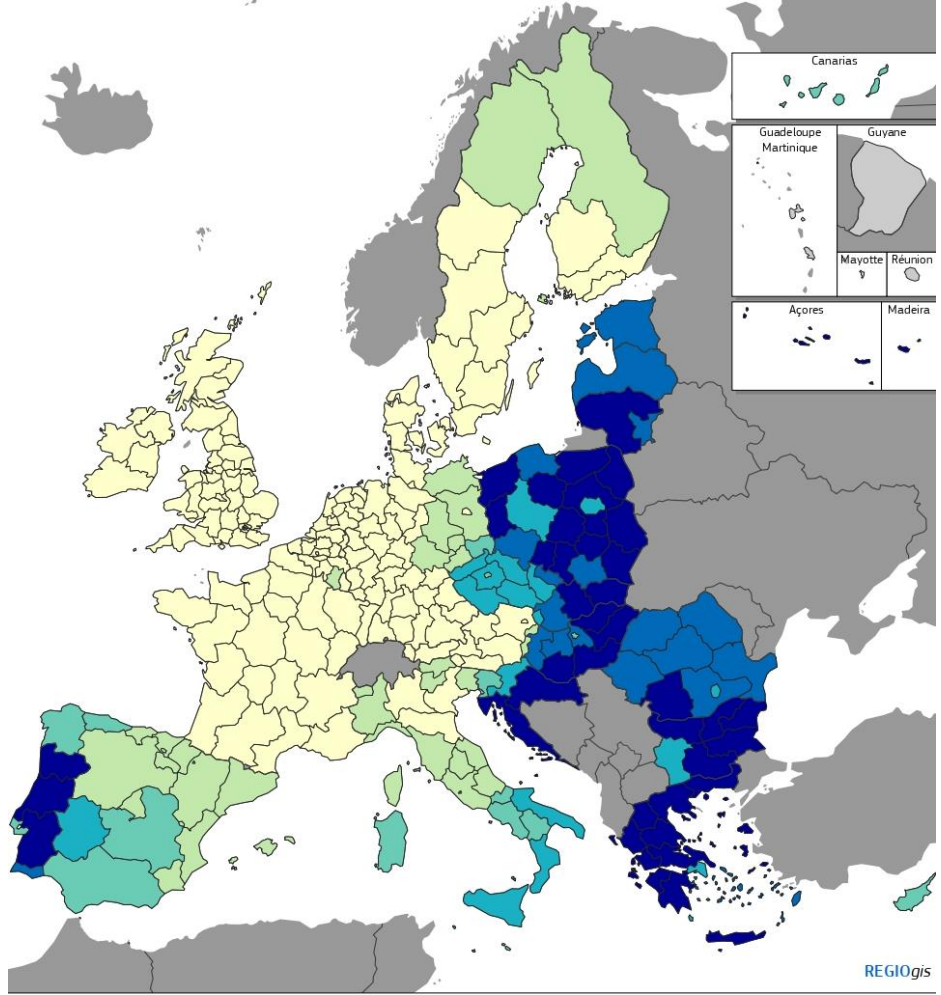 Canarias
Guadeloupe
Martinique
Guyane
Mayotte
Réunion
Açores
Madeira
REGIOgis